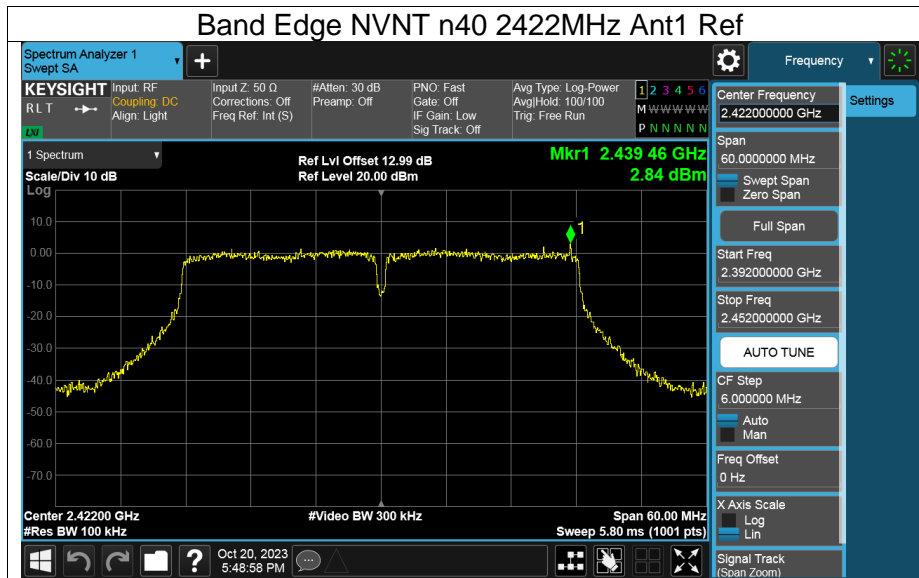 Band Edge NVNT n40 2422MHz Ant1 Ref
Spectrum Analyzer 1
Swept SA
+
Frequency
KEYSIGHT
R L T
LXI
Input: RF
Coupling: DC
Align: Light
Input Z: 50 Ω
Corrections: Off
Freq Ref: Int (S)
#Atten: 30 dB
Preamp: Off
PNO: Fast
Gate: Off
IF Gain: Low
Sig Track: Off
Avg Type: Log-Power
Avg|Hold: 100/100
Trig: Free Run
1 2 3 4 5 6
M W W W W W
P N N N N N
Center Frequency
2.422000000 GHz
Settings
Span
60.0000000 MHz
Swept Span
Zero Span
Full Span
Start Freq
2.392000000 GHz
Stop Freq
2.452000000 GHz
AUTO TUNE
CF Step
6.000000 MHz
Auto
Man
Freq Offset
0 Hz
X Axis Scale
Log
Lin
Signal Track
(Span Zoom)
1 Spectrum
Scale/Div 10 dB
Log
Ref Lvl Offset 12.99 dB
Ref Level 20.00 dBm
Mkr1 2.439 46 GHz
2.84 dBm
1
10.0
0.00
-10.0
-20.0
-30.0
-40.0
-50.0
-60.0
-70.0
Center 2.42200 GHz
#Res BW 100 kHz
#Video BW 300 kHz
Span 60.00 MHz
Sweep 5.80 ms (1001 pts)
?
Oct 20, 2023
5:48:58 PM